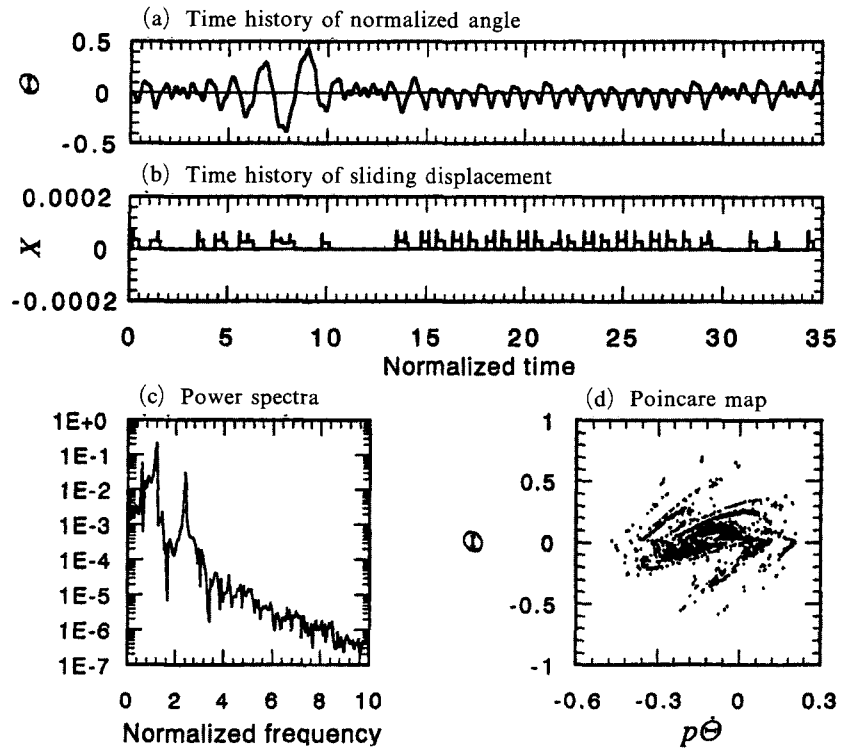 (a) Time history of normalized angle
0.5
Θ
0
-0.5
(b) Time history of sliding displacement
0.0002
X
0
-0.0002
0 5 10 15 20 25 30 35
Normalized time
(c) Power spectra
1E+0
1E-1
1E-2
1E-3
1E-4
1E-5
1E-6
1E-7
0 2 4 6 8 10
Normalized frequency
(d) Poincare map
1
0.5
Θ
0
-0.5
-1
-0.6 -0.3 0 0.3
pΘ̇